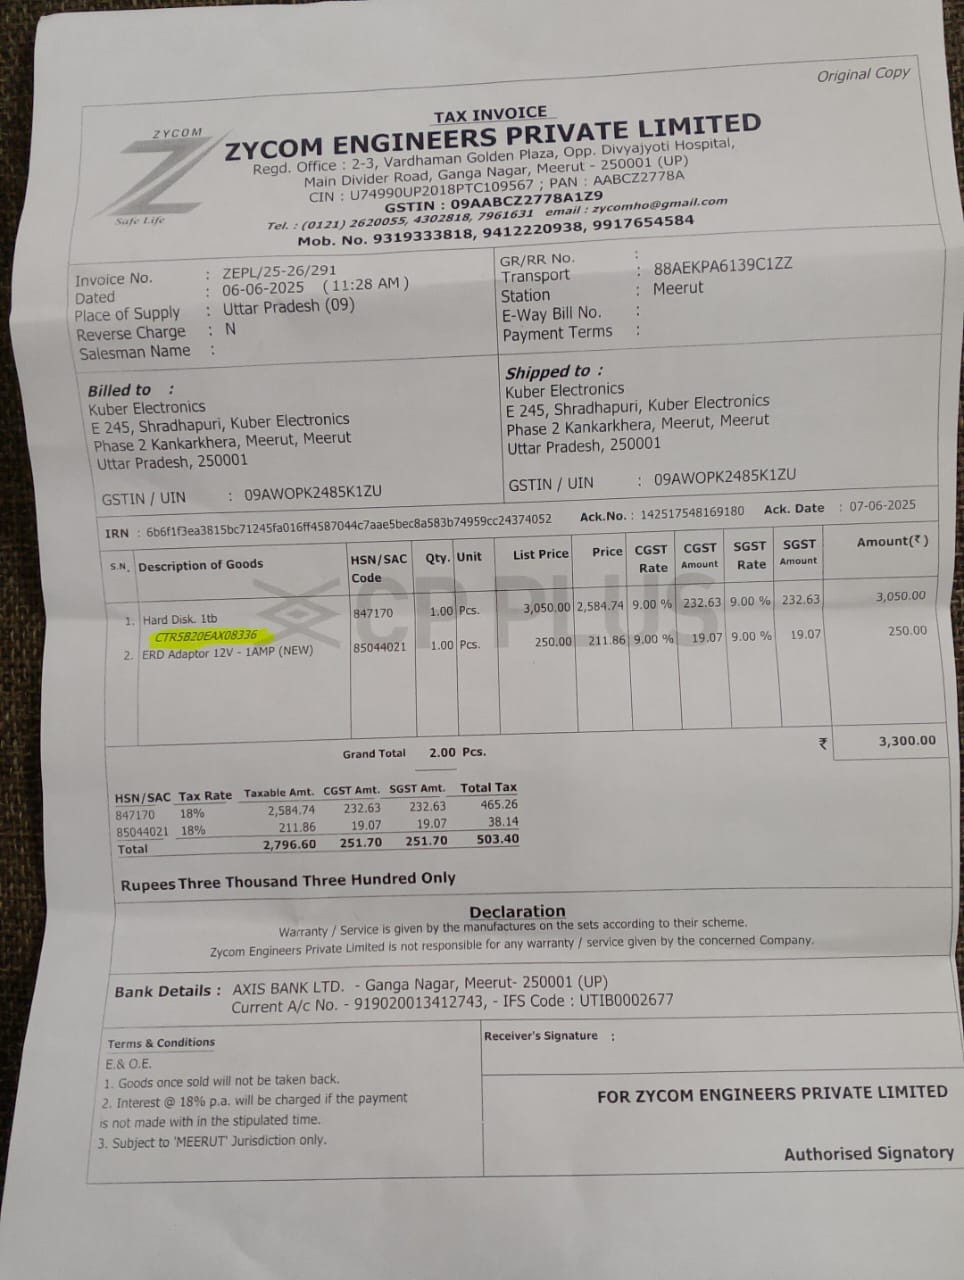 Original Copy
TAX INVOICE
ZYCOM
ZYCOM ENGINEERS PRIVATE LIMITED
Regd. Office : 2-3, Vardhaman Golden Plaza, Opp. Divyajyoti Hospital,
Main Divider Road, Ganga Nagar, Meerut - 250001 (UP)
CIN : U74990UP2018PTC109567 ; PAN : AABCZ2778A
GSTIN : 09AABCZ2778A1Z9
Safe Life
Tel. : (0121) 2620055, 4302818, 7961631 email : zycomho@gmail.com
Mob. No. 9319333818, 9412220938, 9917654584
Invoice No. : ZEPL/25-26/291
Dated : 06-06-2025 (11:28 AM )
Place of Supply : Uttar Pradesh (09)
Reverse Charge : N
Salesman Name :
GR/RR No. :
Transport : 88AEKPA6139C1ZZ
Station : Meerut
E-Way Bill No. :
Payment Terms :
Billed to :
Kuber Electronics
E 245, Shradhapuri, Kuber Electronics
Phase 2 Kankarkhera, Meerut, Meerut
Uttar Pradesh, 250001
GSTIN / UIN : 09AWOPK2485K1ZU
Shipped to :
Kuber Electronics
E 245, Shradhapuri, Kuber Electronics
Phase 2 Kankarkhera, Meerut, Meerut
Uttar Pradesh, 250001
GSTIN / UIN : 09AWOPK2485K1ZU
IRN : 6b6f1f3ea3815bc71245fa016ff4587044c7aae5bec8a583b74959cc24374052 Ack.No. : 142517548169180 Ack. Date : 07-06-2025
S.N. Description of Goods HSN/SAC Code Qty. Unit List Price Price CGST Rate CGST Amount SGST Rate SGST Amount Amount(₹)
CP PLUS
1. Hard Disk. 1tb 847170 1.00 Pcs. 3,050.00 2,584.74 9.00 % 232.63 9.00 % 232.63 3,050.00
CTR5B20EAX08336
2. ERD Adaptor 12V - 1AMP (NEW) 85044021 1.00 Pcs. 250.00 211.86 9.00 % 19.07 9.00 % 19.07 250.00
Grand Total 2.00 Pcs. ₹ 3,300.00
HSN/SAC Tax Rate Taxable Amt. CGST Amt. SGST Amt. Total Tax
847170 18% 2,584.74 232.63 232.63 465.26
85044021 18% 211.86 19.07 19.07 38.14
Total 2,796.60 251.70 251.70 503.40
Rupees Three Thousand Three Hundred Only
Declaration
Warranty / Service is given by the manufactures on the sets according to their scheme.
Zycom Engineers Private Limited is not responsible for any warranty / service given by the concerned Company.
Bank Details : AXIS BANK LTD. - Ganga Nagar, Meerut- 250001 (UP)
Current A/c No. - 919020013412743, - IFS Code : UTIB0002677
Terms & Conditions
E.& O.E.
1. Goods once sold will not be taken back.
2. Interest @ 18% p.a. will be charged if the payment
is not made with in the stipulated time.
3. Subject to 'MEERUT' Jurisdiction only.
Receiver's Signature :
FOR ZYCOM ENGINEERS PRIVATE LIMITED
Authorised Signatory